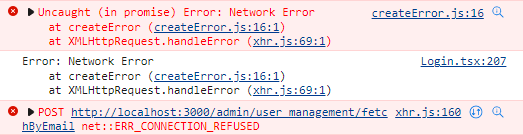 Uncaught (in promise) Error: Network Error createError.js:16
at createError (createError.js:16:1)
at XMLHttpRequest.handleError (xhr.js:69:1)
Error: Network Error Login.tsx:207
at createError (createError.js:16:1)
at XMLHttpRequest.handleError (xhr.js:69:1)
POST http://localhost:3000/admin/user_management/fetc xhr.js:160
hByEmail net::ERR_CONNECTION_REFUSED